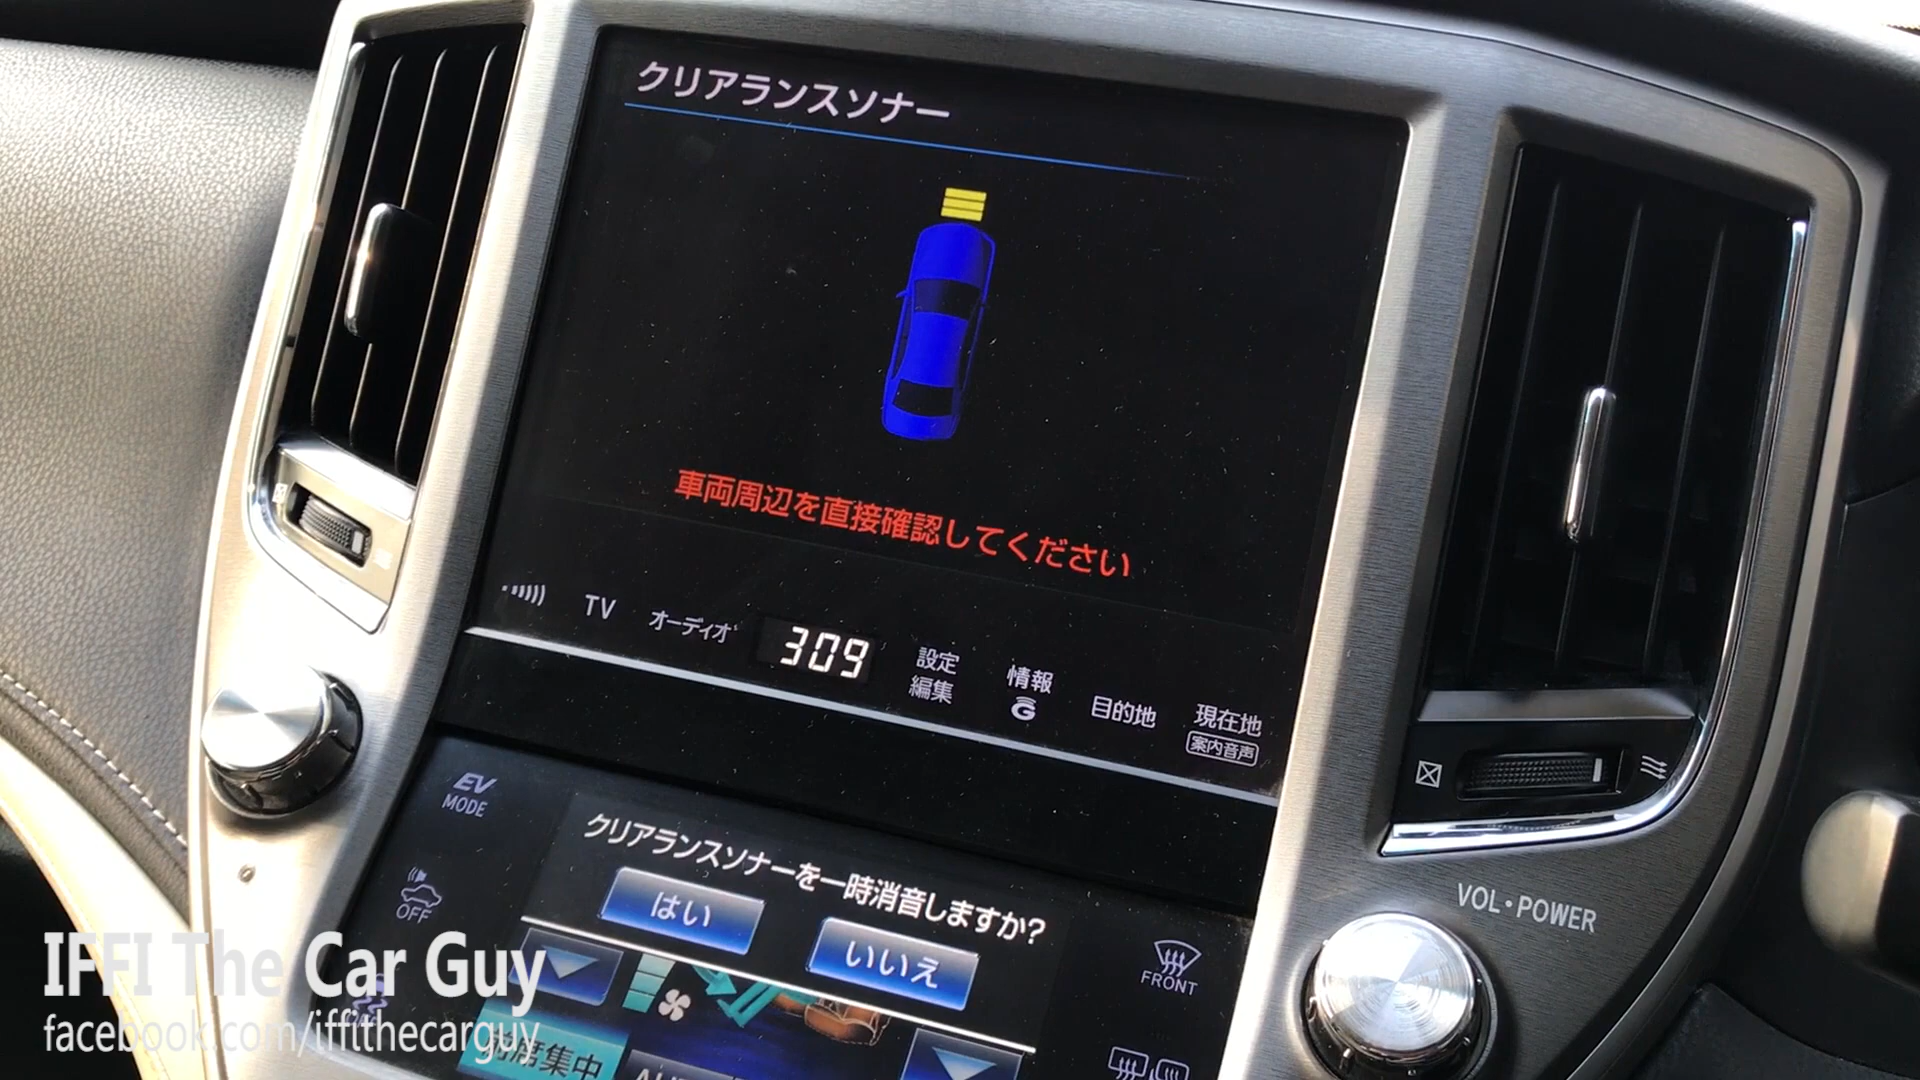 クリアランスソナー
車両周辺を直接確認してください
TV
オーディオ
309
設定
編集
情報
G
目的地
現在地
案内音声
EV
MODE
クリアランスソナーを一時消音しますか?
はい
いいえ
OFF
VOL・POWER
FRONT
IFFI The Car Guy
facebook.com/iffithecarguy
席集中